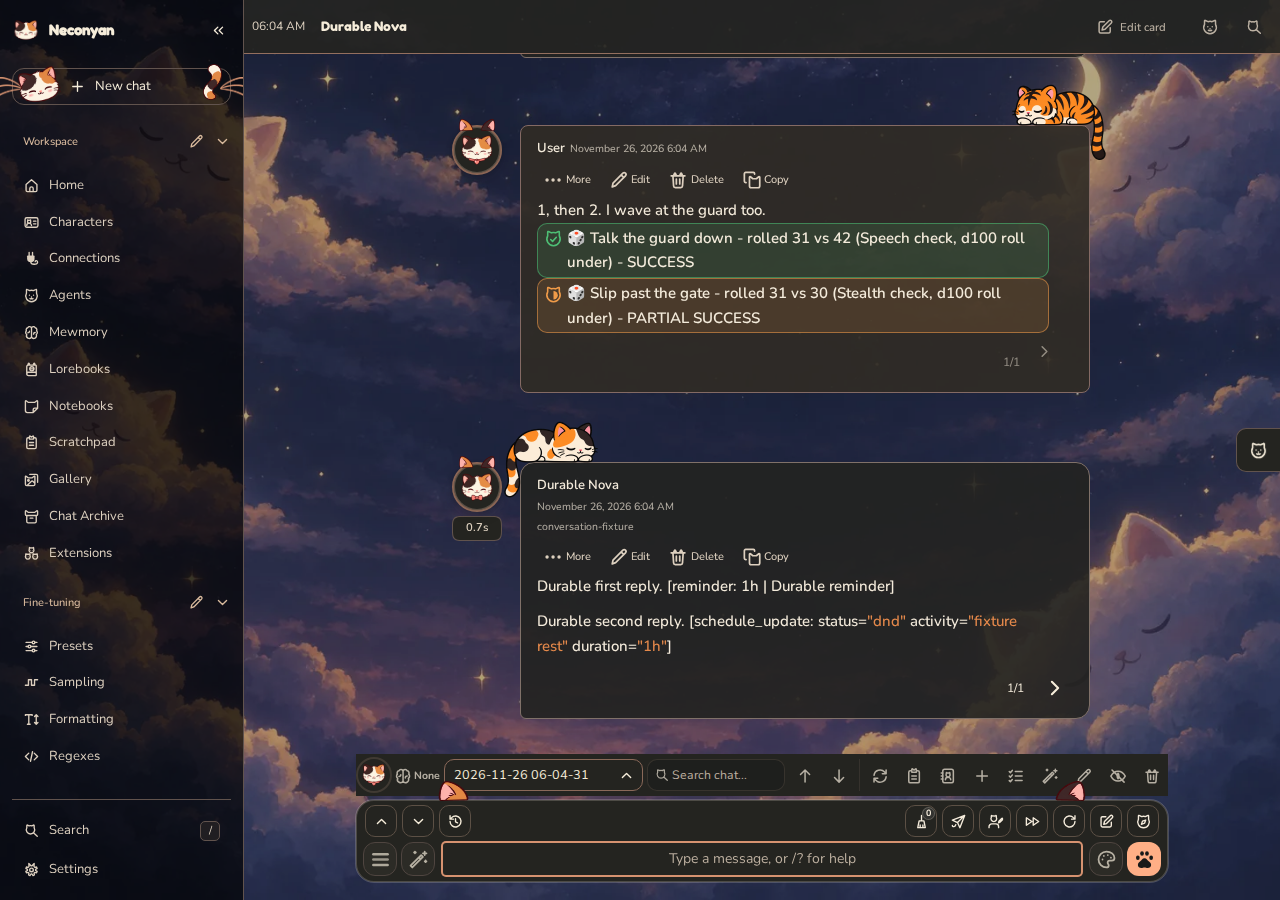 Neconyan
New chat
Workspace
Home
Characters
Connections
Agents
Mewmory
Lorebooks
Notebooks
Scratchpad
Gallery
Chat Archive
Extensions
Fine-tuning
Presets
Sampling
Formatting
Regexes
Search /
Settings
06:04 AM Durable Nova Edit card
User November 26, 2026 6:04 AM
More Edit Delete Copy
1, then 2. I wave at the guard too.
🎲 Talk the guard down - rolled 31 vs 42 (Speech check, d100 roll
under) - SUCCESS
🎲 Slip past the gate - rolled 31 vs 30 (Stealth check, d100 roll
under) - PARTIAL SUCCESS
1/1
Durable Nova
November 26, 2026 6:04 AM
conversation-fixture
0.7s
More Edit Delete Copy
Durable first reply. [reminder: 1h | Durable reminder]
Durable second reply. [schedule_update: status="dnd" activity="fixture
rest" duration="1h"]
1/1
None 2026-11-26 06-04-31 Search chat...
0
Type a message, or /? for help